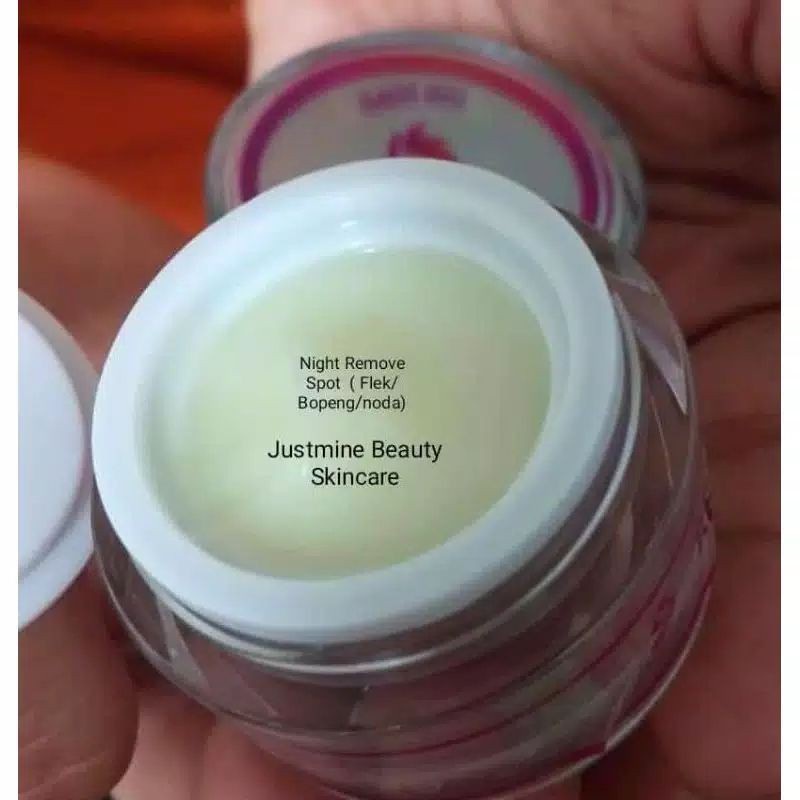 Night Remove
Spot ( Flek/
Bopeng/noda)
Justmine Beauty
Skincare